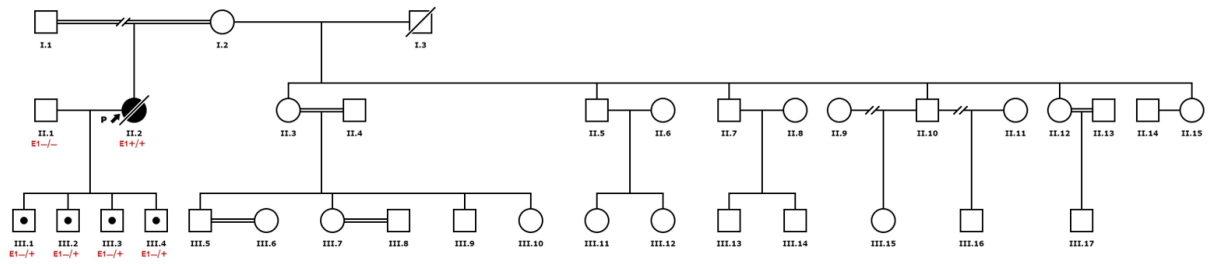 I.1 I.2 I.3
P
II.1 II.2 II.3 II.4 II.5 II.6 II.7 II.8 II.9 II.10 II.11 II.12 II.13 II.14 II.15
E1—/— E1+/+
III.1 III.2 III.3 III.4 III.5 III.6 III.7 III.8 III.9 III.10 III.11 III.12 III.13 III.14 III.15 III.16 III.17
E1—/+ E1—/+ E1—/+ E1—/+